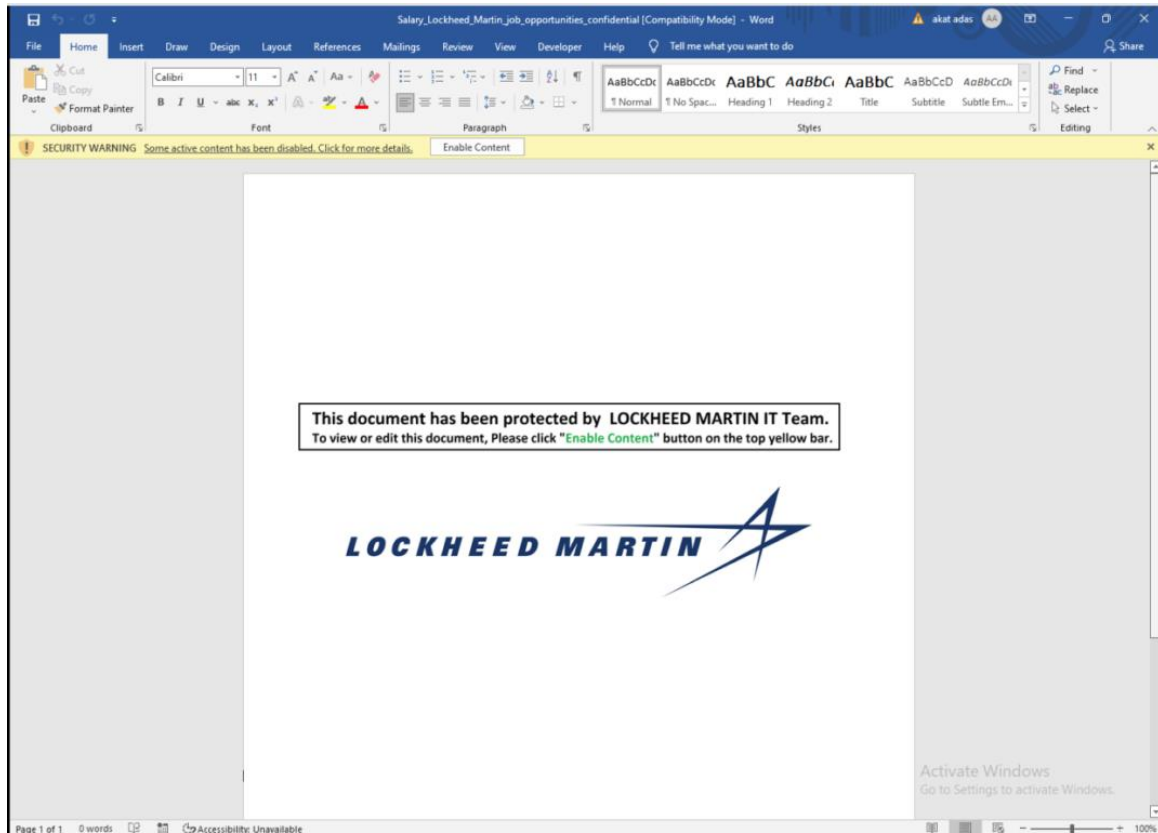 Salary_Lockheed_Martin_job_opportunities_confidential [Compatibility Mode] - Word
akat adas AA
File Home Insert Draw Design Layout References Mailings Review View Developer Help Tell me what you want to do Share
Paste
Cut
Copy
Format Painter
Clipboard
Calibri 11
Font
Paragraph
AaBbCcDc AaBbCcDc AaBbC AaBbCc AaBbC AaBbCcD AaBbCcDc
¶ Normal ¶ No Spac... Heading 1 Heading 2 Title Subtitle Subtle Em...
Styles
Find
Replace
Select
Editing
SECURITY WARNING Some active content has been disabled. Click for more details. Enable Content
This document has been protected by LOCKHEED MARTIN IT Team.
To view or edit this document, Please click "Enable Content" button on the top yellow bar.
LOCKHEED MARTIN
Activate Windows
Go to Settings to activate Windows.
Page 1 of 1 0 words Accessibility: Unavailable 100%